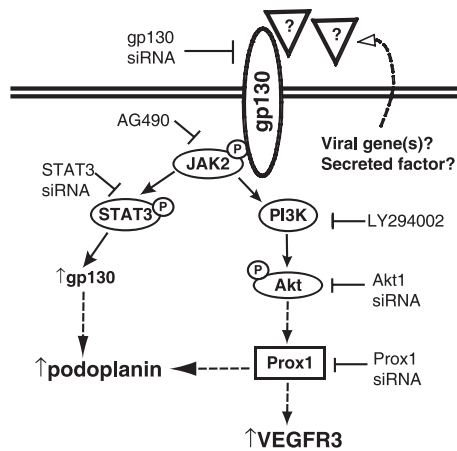 gp130
siRNA
?
?
gp130
AG490
Viral gene(s)?
Secreted factor?
P
JAK2
STAT3
siRNA
P
STAT3
PI3K
LY294002
↑gp130
P
Akt
Akt1
siRNA
↑podoplanin
Prox1
Prox1
siRNA
↑VEGFR3